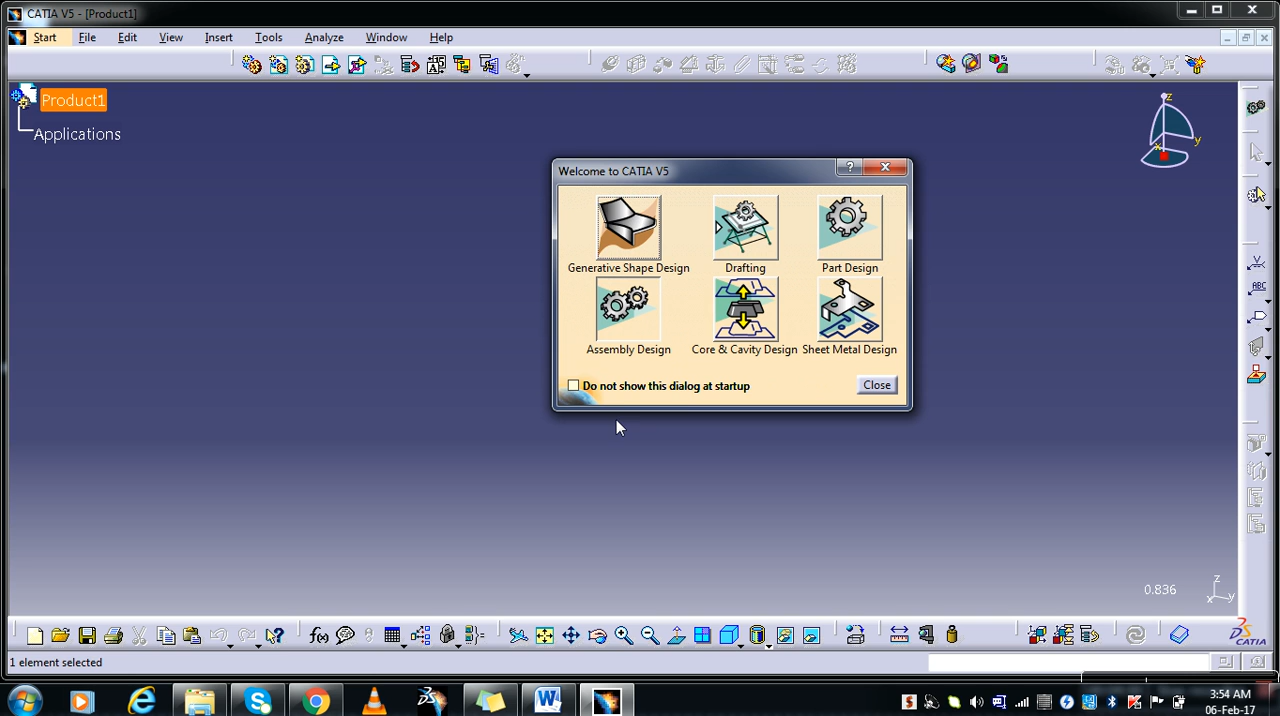 CATIA V5 - [Product1]
Start File Edit View Insert Tools Analyze Window Help
Product1
Applications
z
y
x
Welcome to CATIA V5
?
Generative Shape Design Drafting Part Design
Assembly Design Core & Cavity Design Sheet Metal Design
Do not show this dialog at startup Close
ABC
0.836
z
x y
f(x)
CATIA
1 element selected
3:54 AM
06-Feb-17